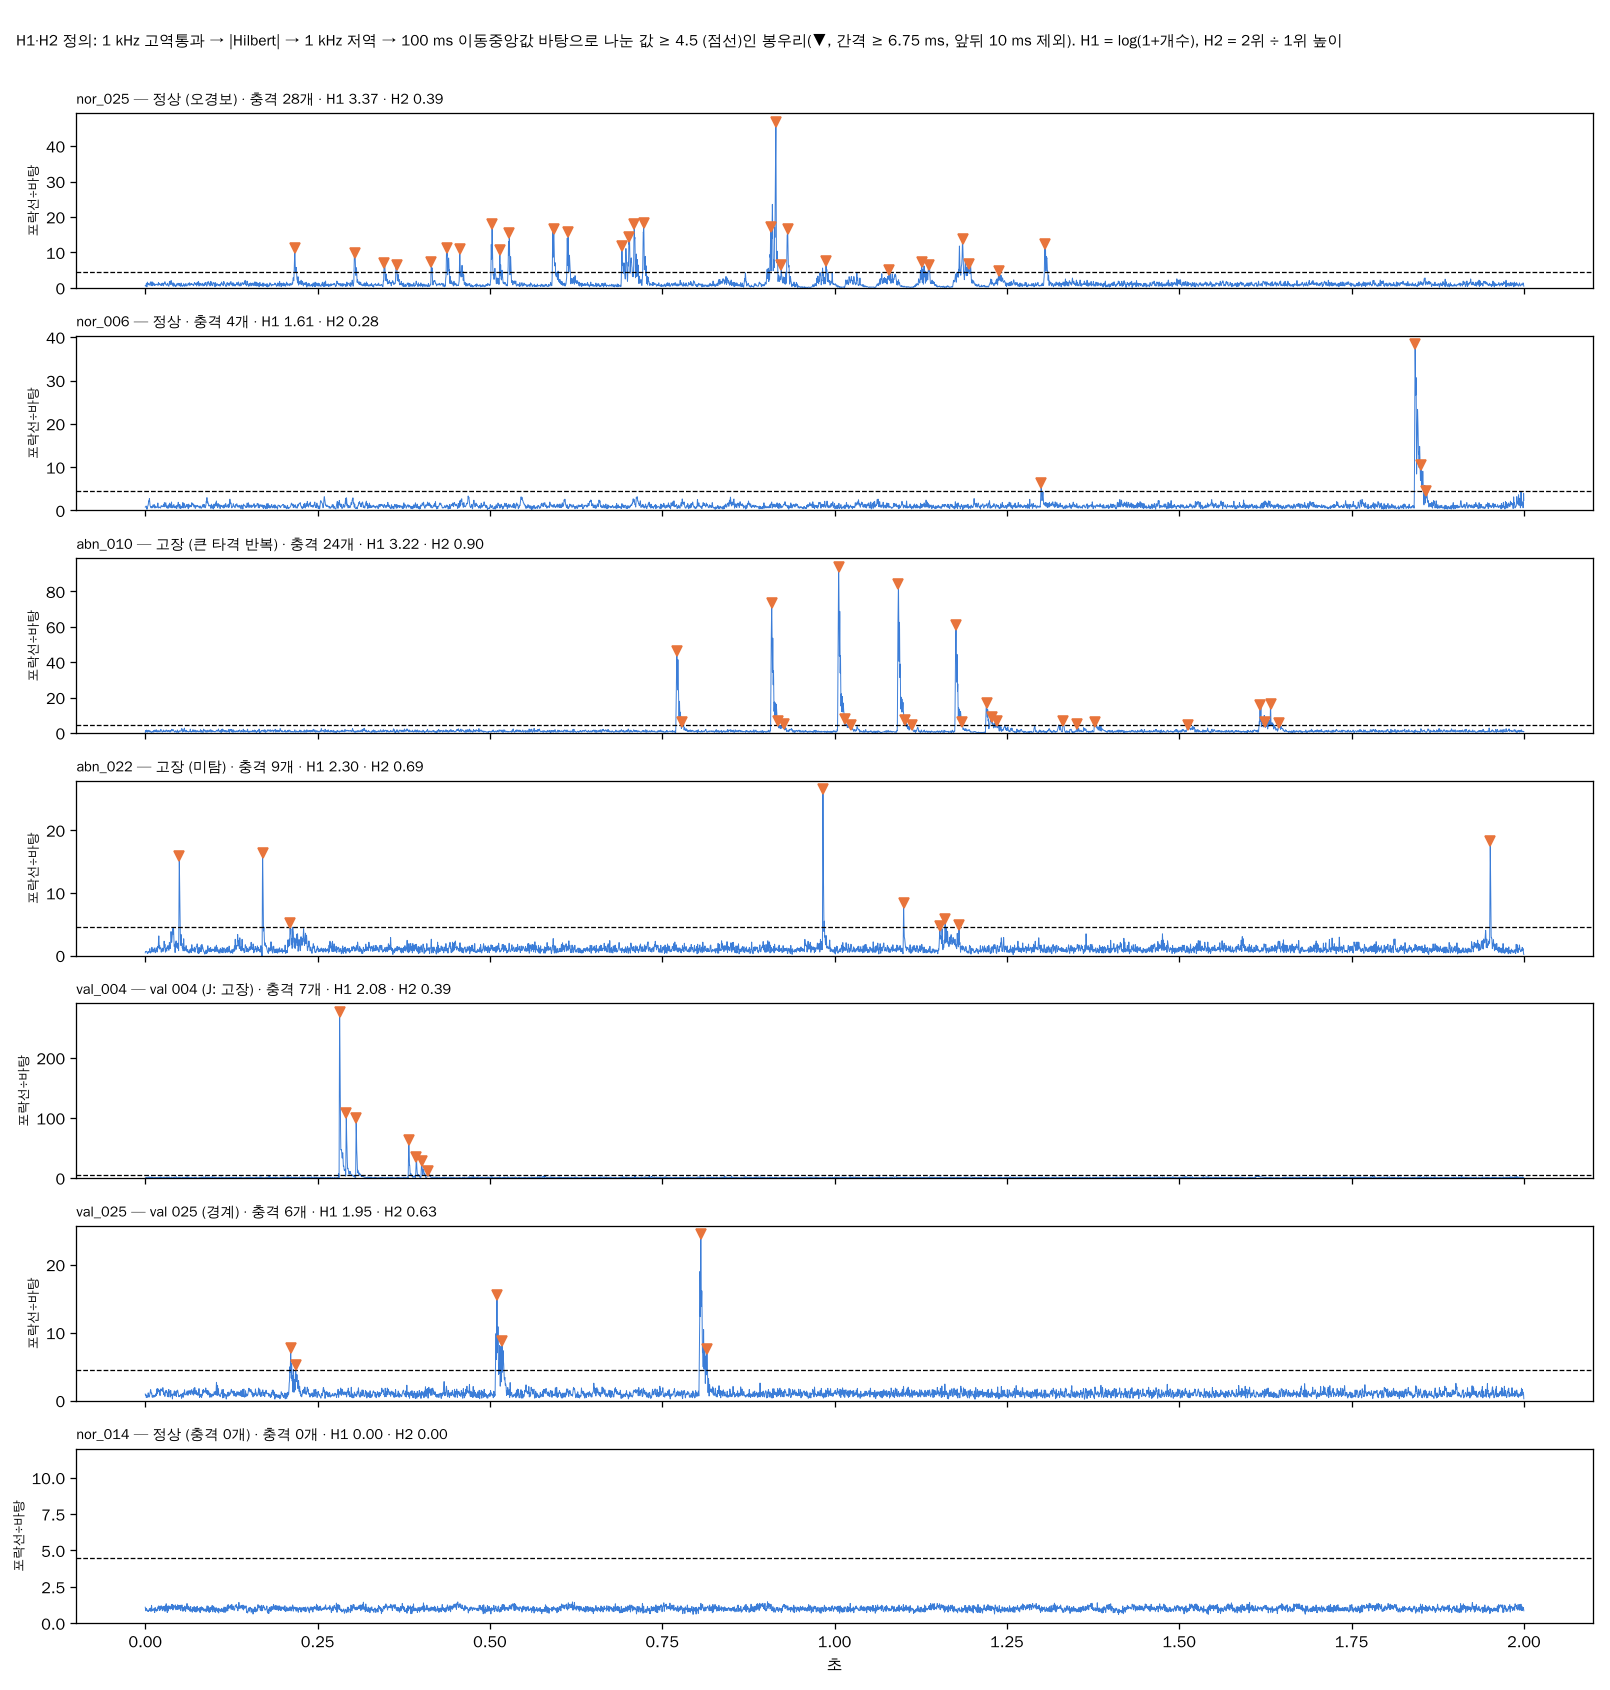 H1·H2 정의: 1 kHz 고역통과 → |Hilbert| → 1 kHz 저역 → 100 ms 이동중앙값 바탕으로 나눈 값 ≥ 4.5 (점선)인 봉우리(▼, 간격 ≥ 6.75 ms, 앞뒤 10 ms 제외). H1 = log(1+개수), H2 = 2위 ÷ 1위 높이
nor_025 — 정상 (오경보) · 충격 28개 · H1 3.37 · H2 0.39
포락선÷바탕
40
30
20
10
0
nor_006 — 정상 · 충격 4개 · H1 1.61 · H2 0.28
포락선÷바탕
40
30
20
10
0
abn_010 — 고장 (큰 타격 반복) · 충격 24개 · H1 3.22 · H2 0.90
포락선÷바탕
80
60
40
20
0
abn_022 — 고장 (미탐) · 충격 9개 · H1 2.30 · H2 0.69
포락선÷바탕
20
10
0
val_004 — val 004 (J: 고장) · 충격 7개 · H1 2.08 · H2 0.39
포락선÷바탕
200
100
0
val_025 — val 025 (경계) · 충격 6개 · H1 1.95 · H2 0.63
포락선÷바탕
20
10
0
nor_014 — 정상 (충격 0개) · 충격 0개 · H1 0.00 · H2 0.00
포락선÷바탕
10.0
7.5
5.0
2.5
0.0
0.00 0.25 0.50 0.75 1.00 1.25 1.50 1.75 2.00
초